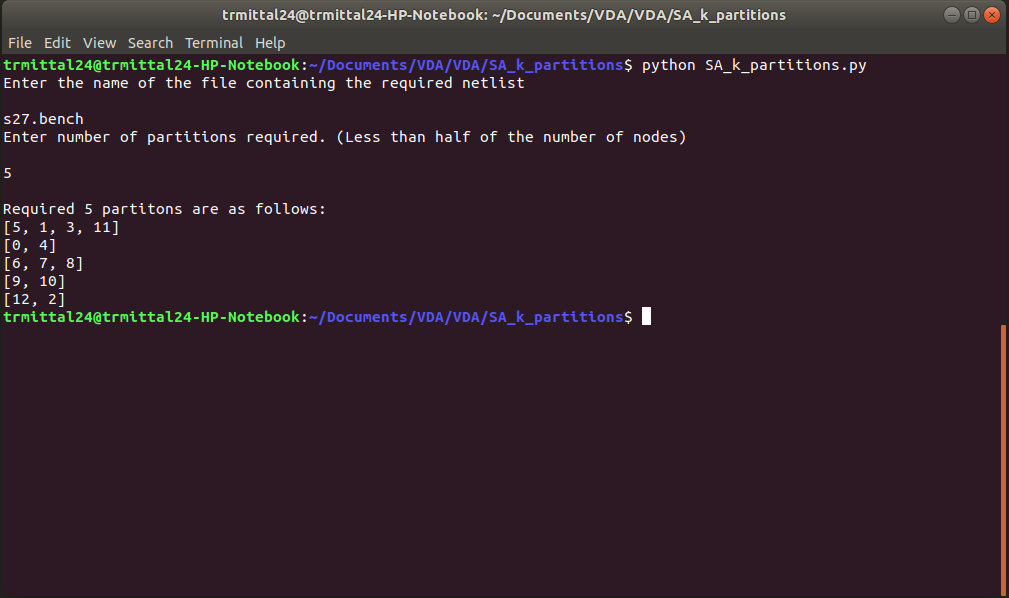 trmittal24@trmittal24-HP-Notebook: ~/Documents/VDA/VDA/SA_k_partitions
File Edit View Search Terminal Help
trmittal24@trmittal24-HP-Notebook:~/Documents/VDA/VDA/SA_k_partitions$ python SA_k_partitions.py
Enter the name of the file containing the required netlist
s27.bench
Enter number of partitions required. (Less than half of the number of nodes)
5
Required 5 partitons are as follows:
[5, 1, 3, 11]
[0, 4]
[6, 7, 8]
[9, 10]
[12, 2]
trmittal24@trmittal24-HP-Notebook:~/Documents/VDA/VDA/SA_k_partitions$